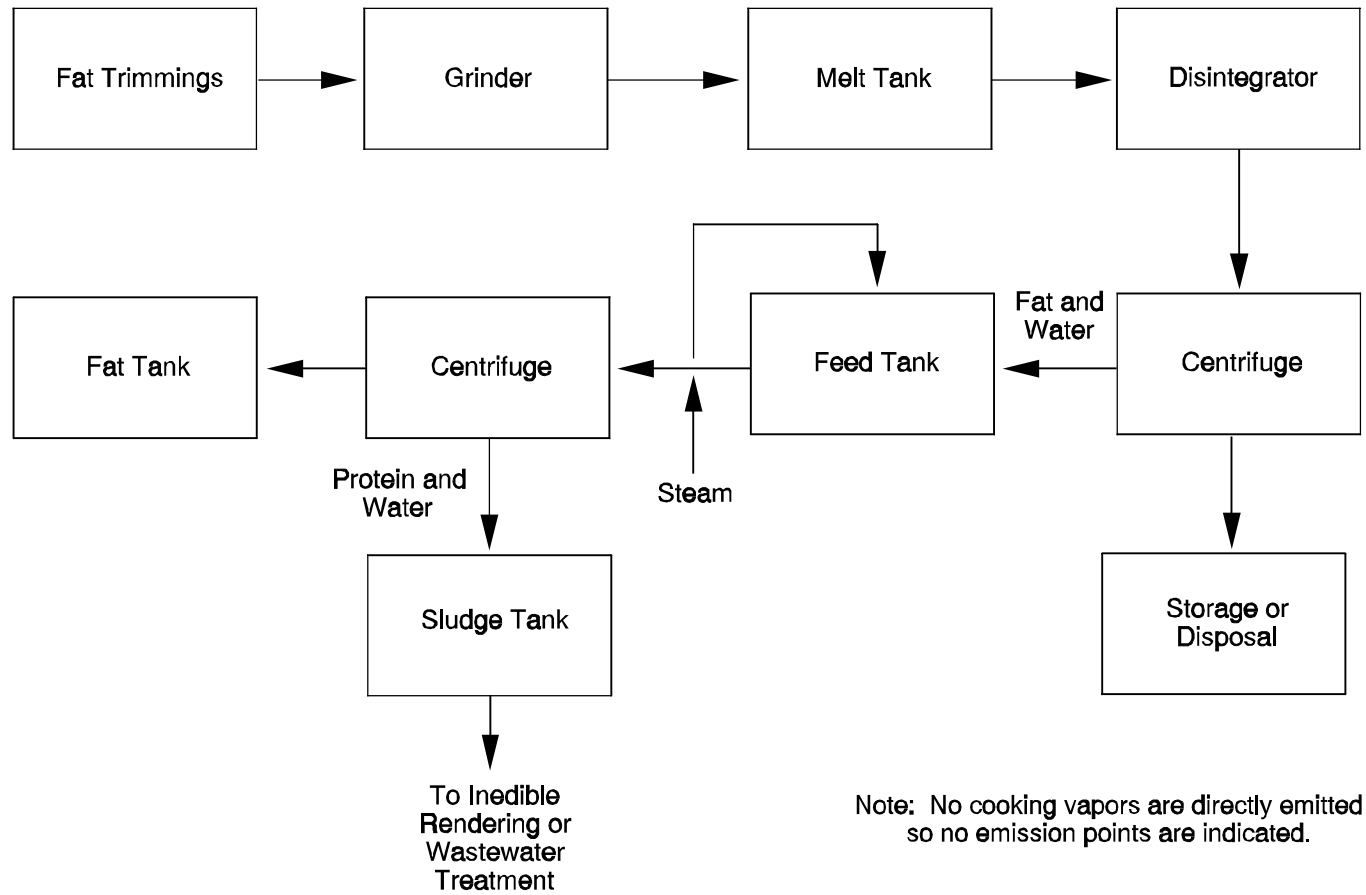 Fat Trimmings
Grinder
Melt Tank
Disintegrator
Fat Tank
Centrifuge
Feed Tank
Fat and
Water
Centrifuge
Protein and
Water
Steam
Sludge Tank
Storage or
Disposal
To Inedible
Rendering or
Wastewater
Treatment
Note: No cooking vapors are directly emitted
so no emission points are indicated.